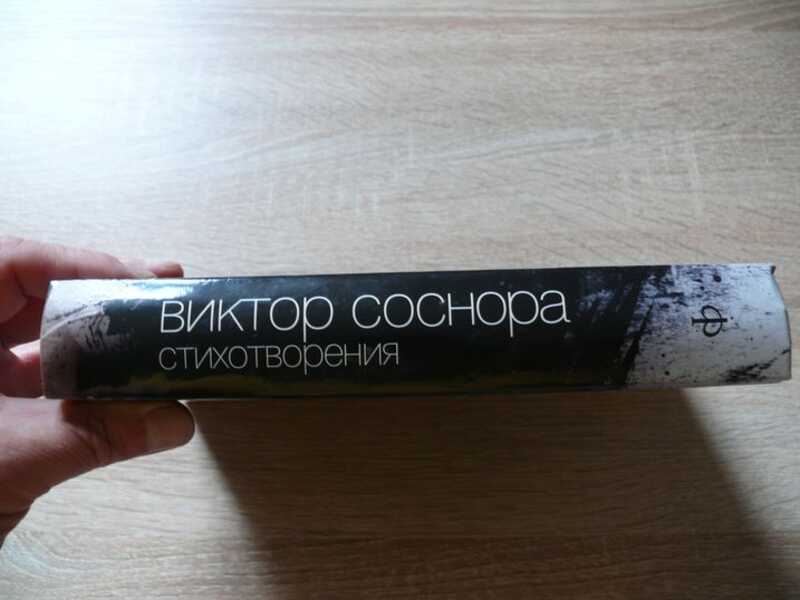 виктор соснора
стихотворения
ф